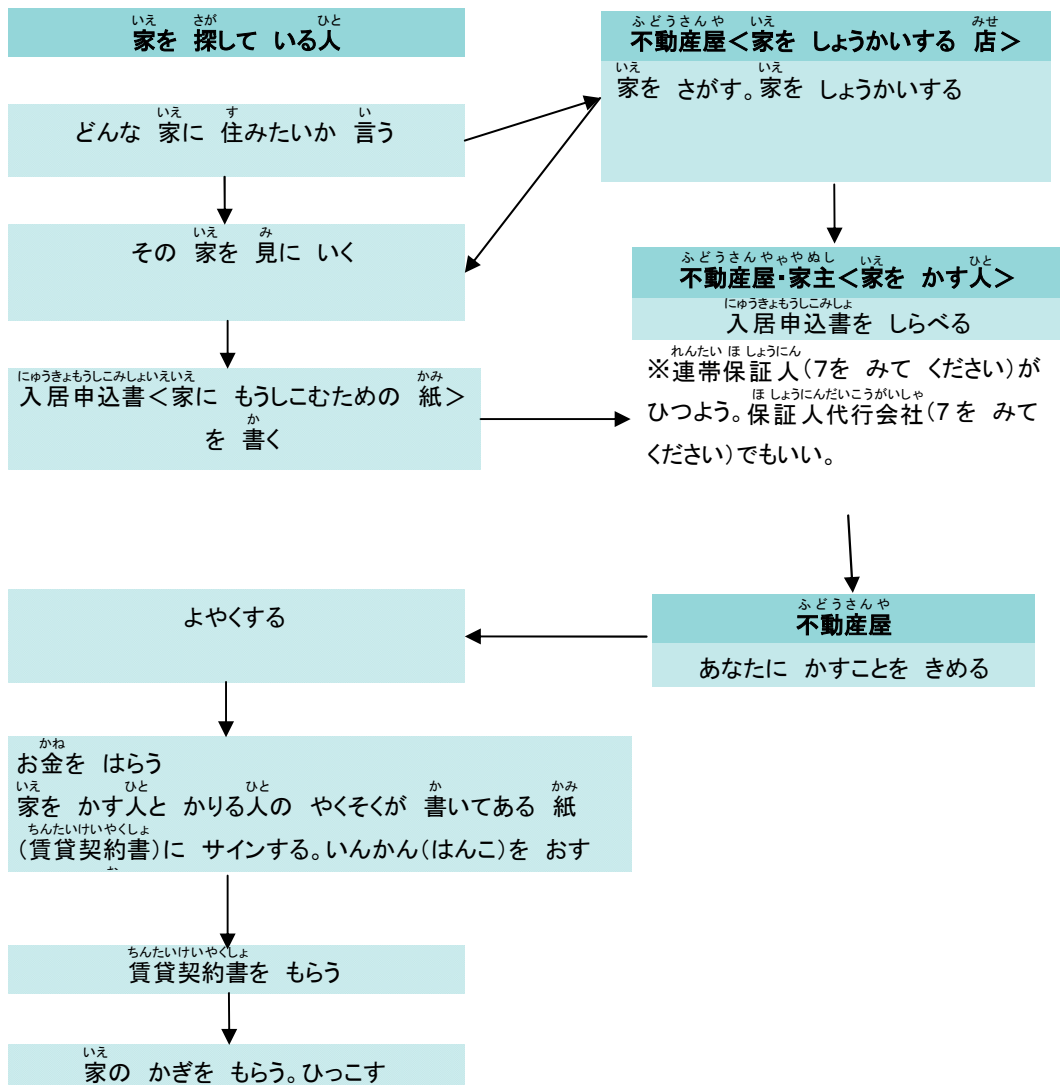 家を 探して いる人
どんな 家に 住みたいか 言う
その 家を 見に いく
入居申込書<家に もうしこむための 紙>
を 書く
不動産屋<家を しょうかいする 店>
家を さがす。家を しょうかいする
不動産屋・家主<家を かす人>
入居申込書を しらべる
※連帯保証人(7を みて ください)が
ひつよう。保証人代行会社(7を みて
ください)でもいい。
不動産屋
あなたに かすことを きめる
よやくする
お金を はらう
家を かす人と かりる人の やくそくが 書いてある 紙
(賃貸契約書)に サインする。いんかん(はんこ)を おす
賃貸契約書を もらう
家の かぎを もらう。ひっこす